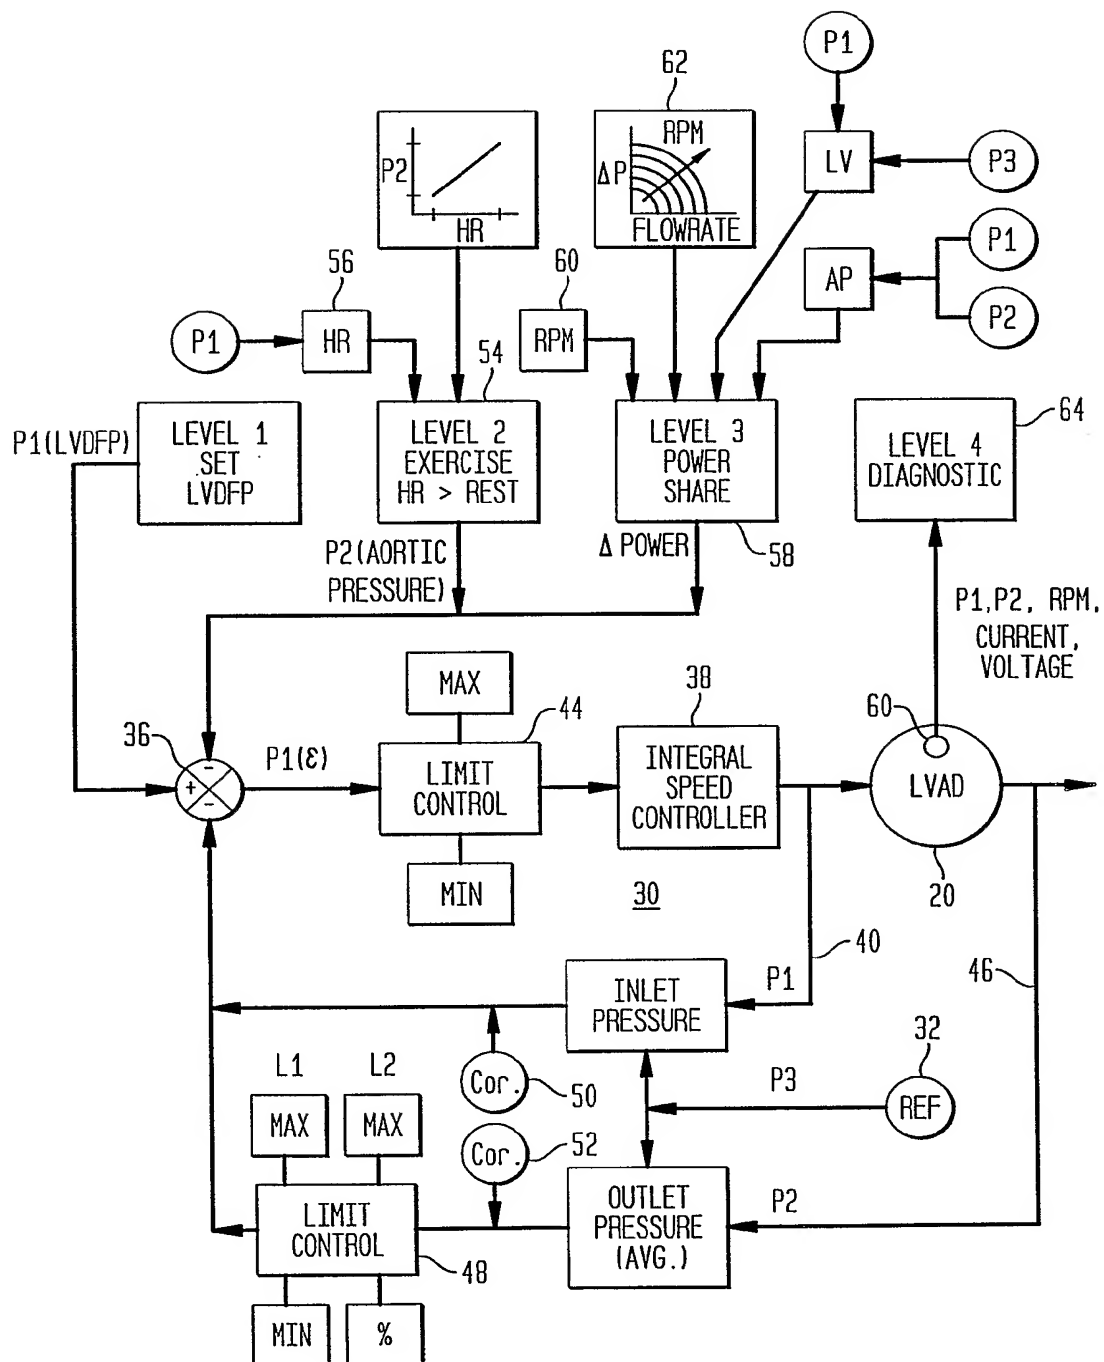 P1
62
RPM
ΔP
FLOWRATE
P2
HR
LV
P3
P1
AP
P2
56
P1
HR
60
RPM
54
64
P1(LVDFP)
LEVEL 1
SET
LVDFP
LEVEL 2
EXERCISE
HR > REST
LEVEL 3
POWER
SHARE
LEVEL 4
DIAGNOSTIC
P2(AORTIC
PRESSURE)
Δ POWER
58
P1,P2, RPM,
CURRENT,
VOLTAGE
MAX
44
38
60
36
-
+
-
P1(ε)
LIMIT
CONTROL
INTEGRAL
SPEED
CONTROLLER
LVAD
MIN
30
20
40
46
INLET
PRESSURE
P1
32
L1
L2
Cor.
50
P3
REF
MAX
MAX
Cor.
52
LIMIT
CONTROL
48
OUTLET
PRESSURE
(AVG.)
P2
MIN
%